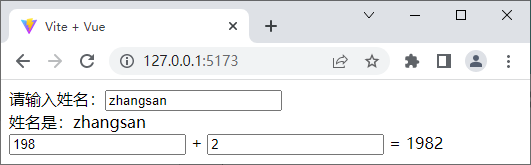 Vite + Vue
127.0.0.1:5173
请输入姓名：zhangsan
姓名是：zhangsan
198 + 2 = 1982